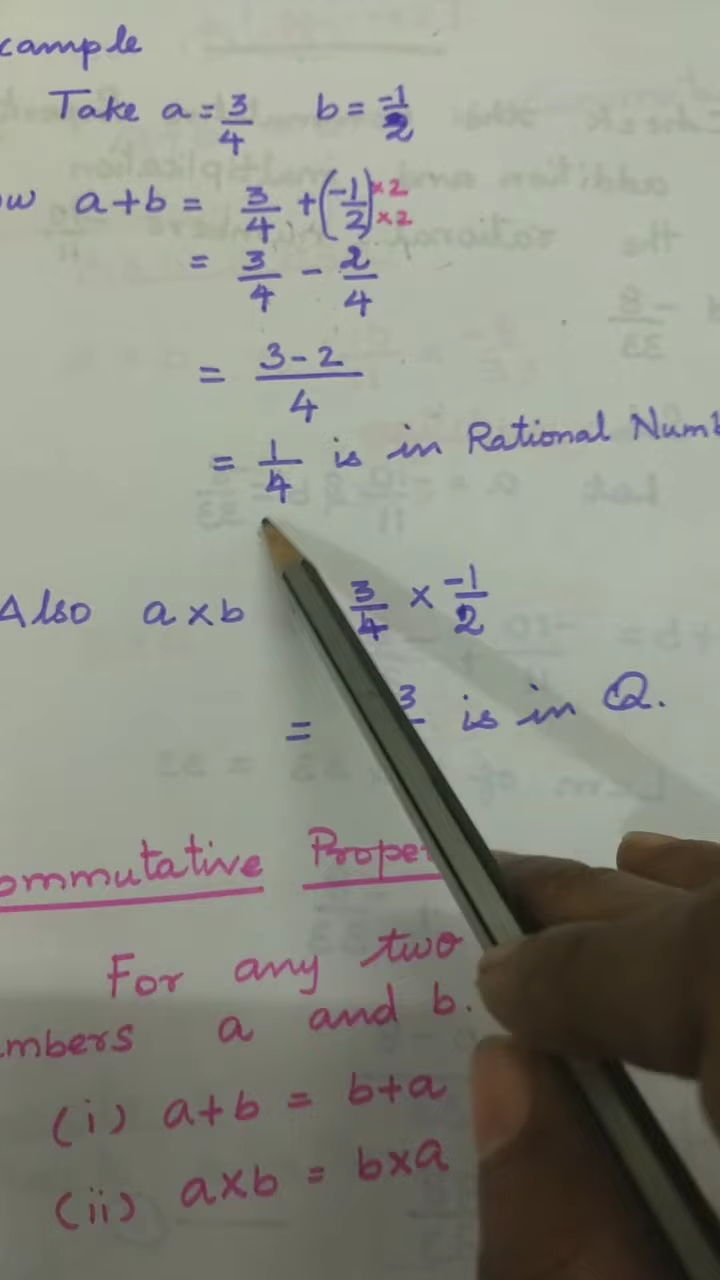 cample
Take a = 3/4 b = -1/2
ow a+b = 3/4 + (-1/2) ×2 ×2
= 3/4 - 2/4
= 3-2/4
= 1/4 is in Rational Numb
Also a×b 3/4 × -1/2
= 3 is in Q.
ommutative Prope
For any two
mbers a and b.
(i) a+b = b+a
(ii) a×b = b×a